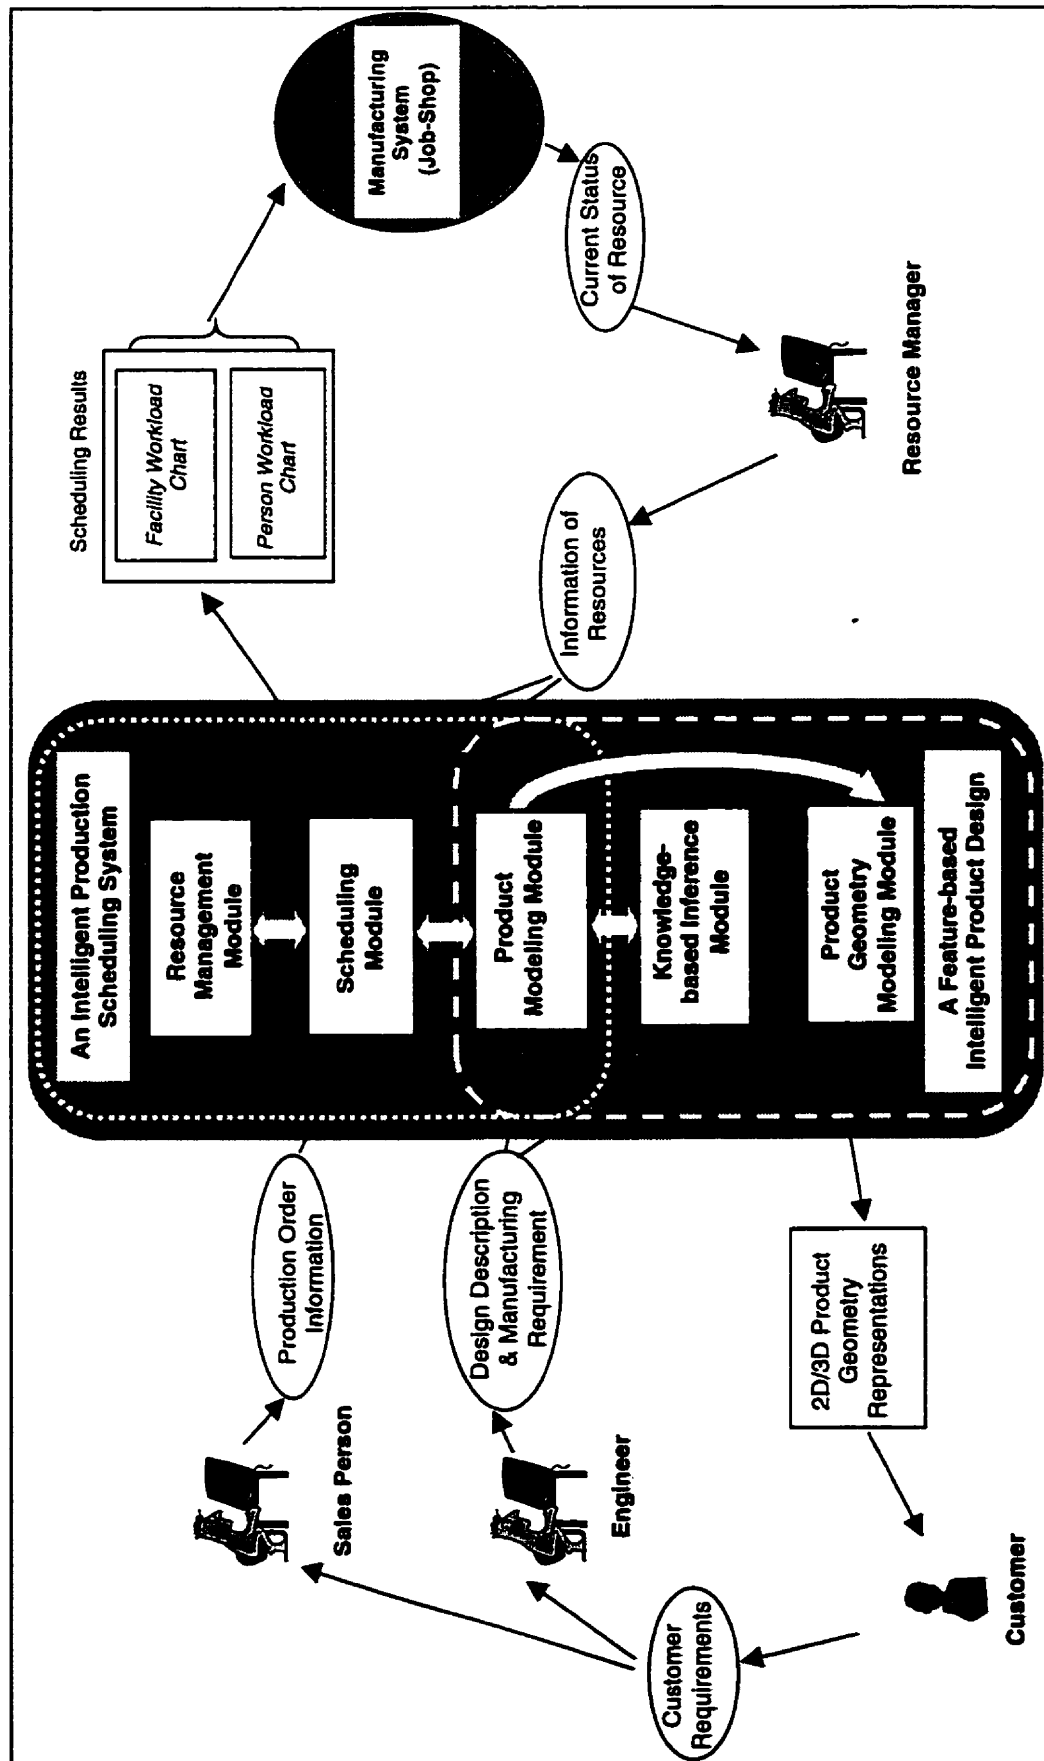 An Intelligent Production
Scheduling System
Resource
Management
Module
Scheduling
Module
Product
Modeling Module
Knowledge-
based Inference
Module
Product
Geometry
Modeling Module
A Feature-based
Intelligent Product Design
Scheduling Results
Facility Workload
Chart
Person Workload
Chart
Manufacturing
System
(Job-Shop)
Current Status
of Resource
Resource Manager
Information of
Resources
Production Order
Information
Sales Person
Design Description
& Manufacturing
Requirement
Engineer
2D/3D Product
Geometry
Representations
Customer
Requirements
Customer